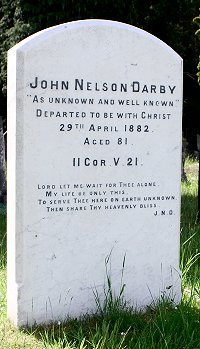 JOHN NELSON DARBY
"AS UNKNOWN AND WELL KNOWN"
DEPARTED TO BE WITH CHRIST
29TH APRIL 1882
AGED 81
II COR. V. 21.
LORD LET ME WAIT FOR THEE ALONE,
MY LIFE BE ONLY THIS,
TO SERVE THEE HERE ON EARTH UNKNOWN,
THEN SHARE THY HEAVENLY BLISS.
J.N.D.